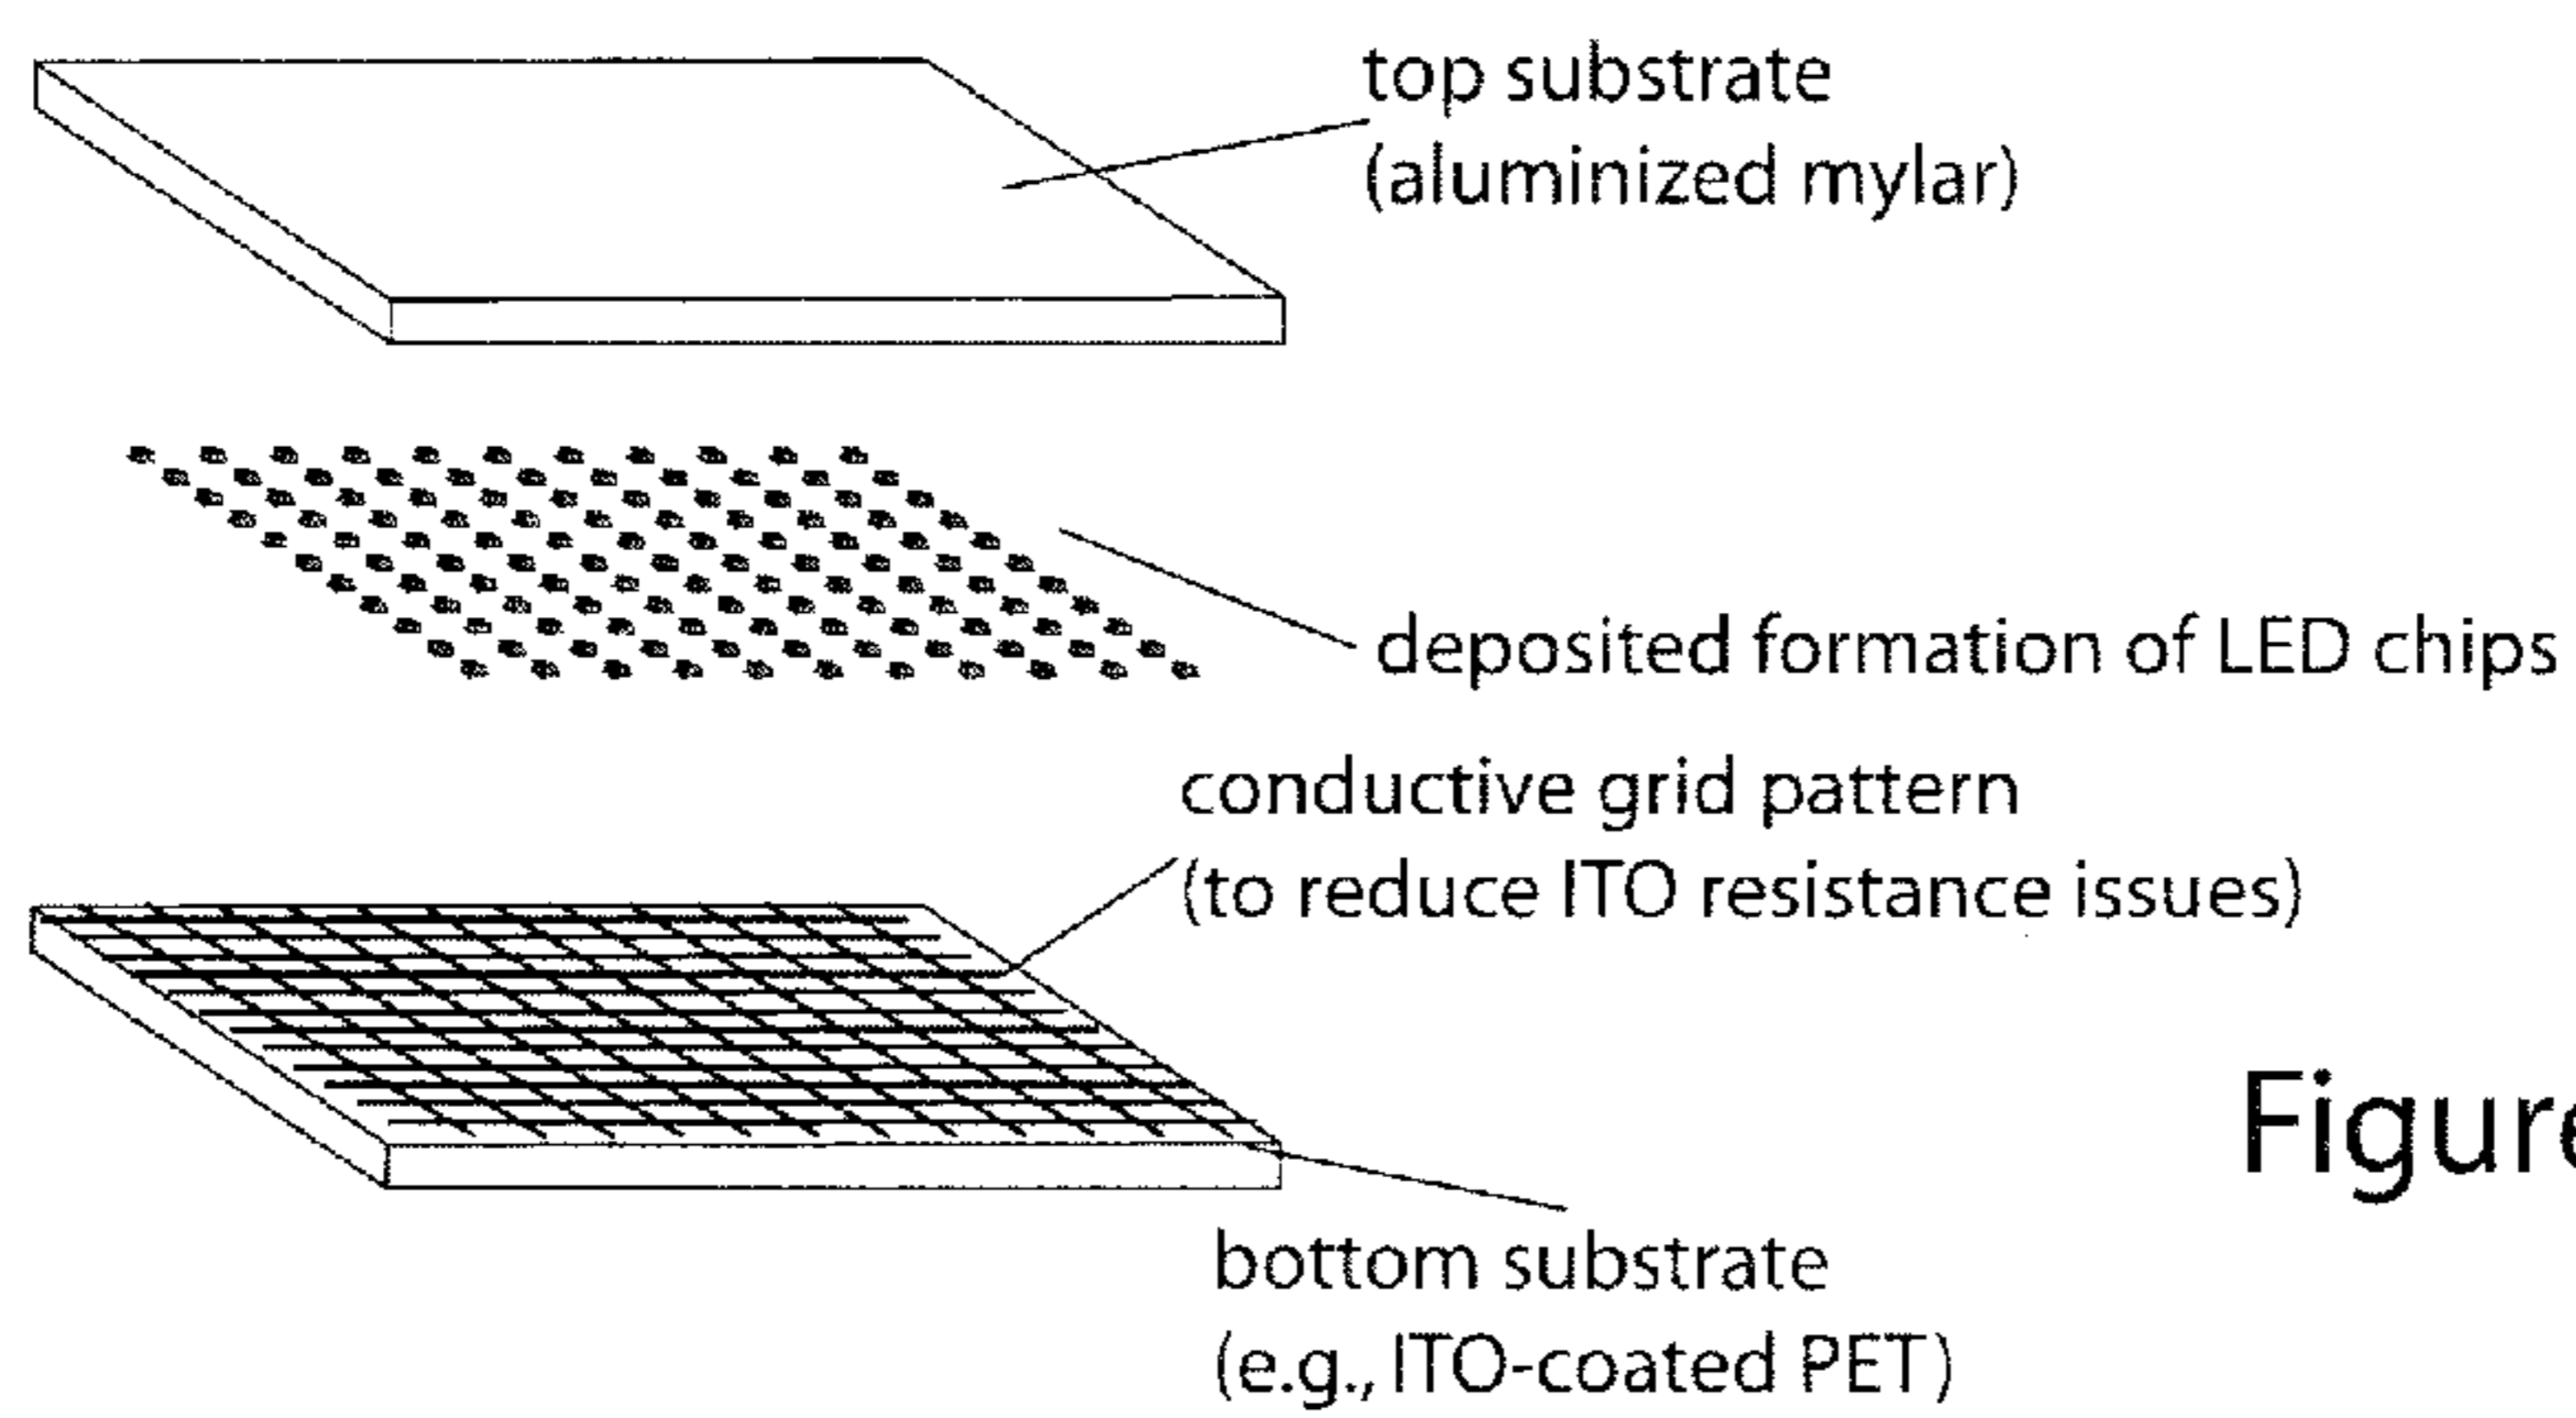 top substrate
(aluminized mylar)
deposited formation of LED chips
conductive grid pattern
(to reduce ITO resistance issues)
Figure
bottom substrate
(e.g., ITO-coated PET)